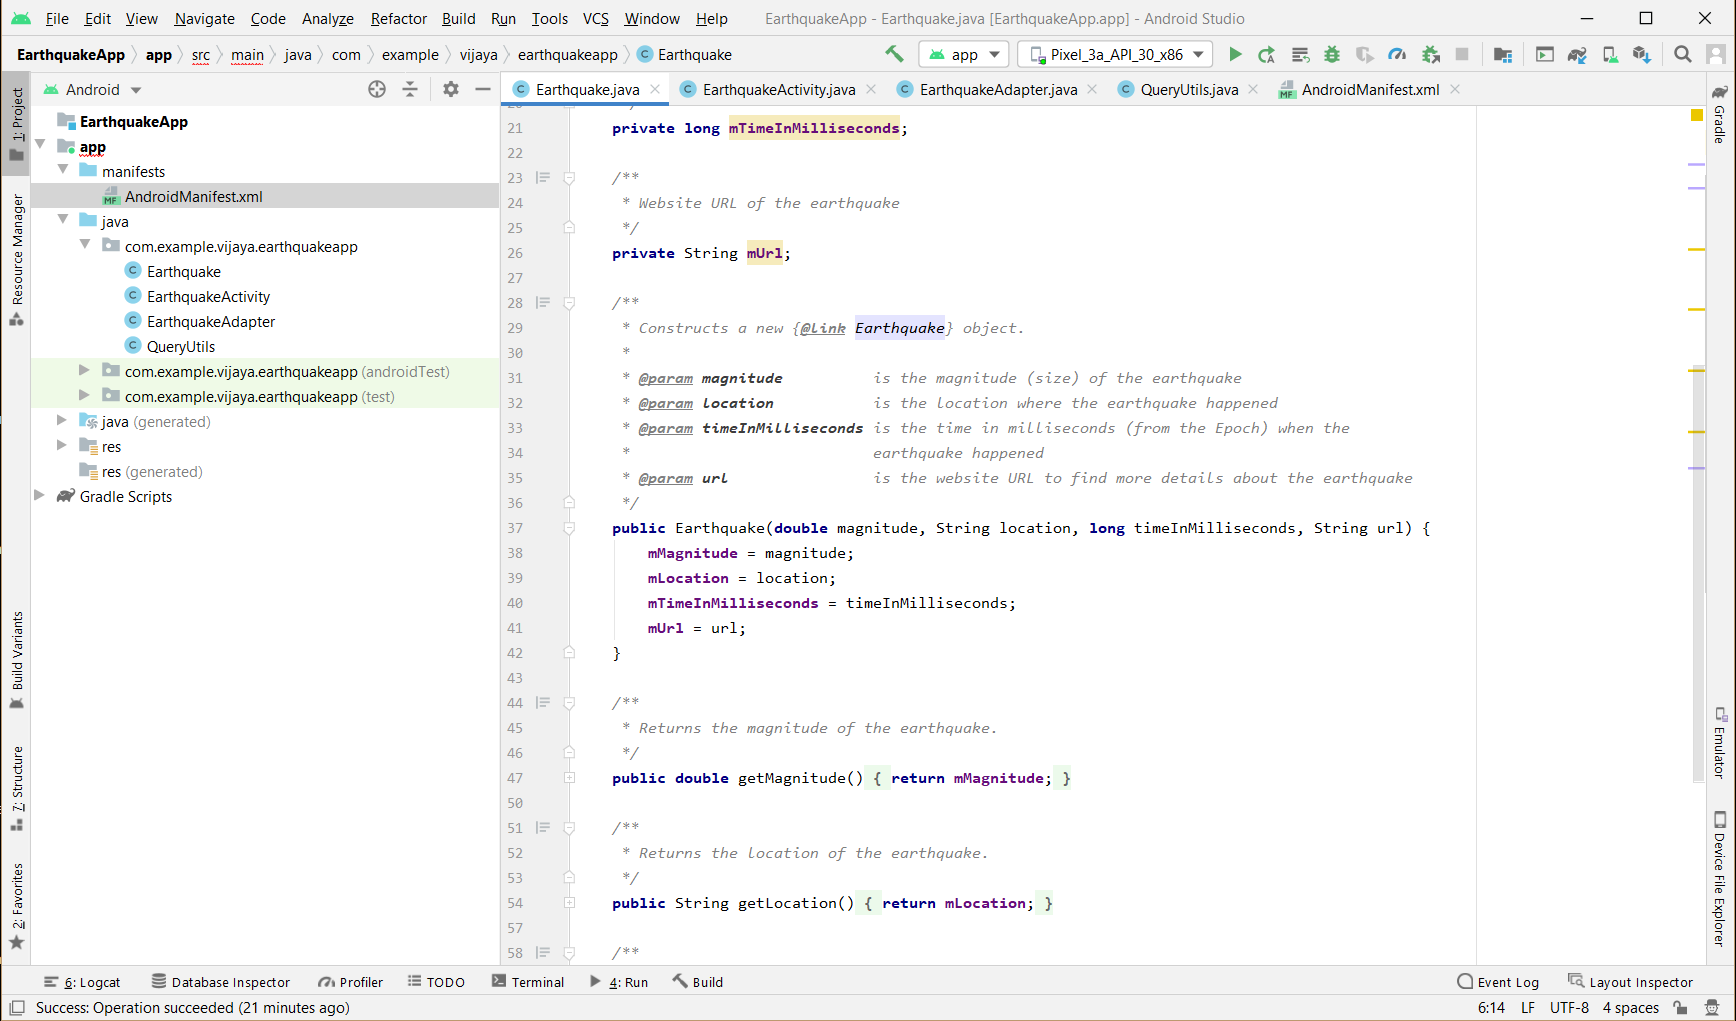 File Edit View Navigate Code Analyze Refactor Build Run Tools VCS Window Help EarthquakeApp - Earthquake.java [EarthquakeApp.app] - Android Studio
EarthquakeApp app src main java com example vijaya earthquakeapp C Earthquake app Pixel_3a_API_30_x86
Android
Earthquake.java EarthquakeActivity.java EarthquakeAdapter.java QueryUtils.java AndroidManifest.xml
1: Project
Resource Manager
Build Variants
7: Structure
2: Favorites
EarthquakeApp
app
manifests
AndroidManifest.xml
java
com.example.vijaya.earthquakeapp
Earthquake
EarthquakeActivity
EarthquakeAdapter
QueryUtils
com.example.vijaya.earthquakeapp (androidTest)
com.example.vijaya.earthquakeapp (test)
java (generated)
res
res (generated)
Gradle Scripts
21 private long mTimeInMilliseconds;
22
23 /**
24 * Website URL of the earthquake
25 */
26 private String mUrl;
27
28 /**
29 * Constructs a new {@link Earthquake} object.
30 *
31 * @param magnitude is the magnitude (size) of the earthquake
32 * @param location is the location where the earthquake happened
33 * @param timeInMilliseconds is the time in milliseconds (from the Epoch) when the
34 * earthquake happened
35 * @param url is the website URL to find more details about the earthquake
36 */
37 public Earthquake(double magnitude, String location, long timeInMilliseconds, String url) {
38 mMagnitude = magnitude;
39 mLocation = location;
40 mTimeInMilliseconds = timeInMilliseconds;
41 mUrl = url;
42 }
43
44 /**
45 * Returns the magnitude of the earthquake.
46 */
47 public double getMagnitude() { return mMagnitude; }
50
51 /**
52 * Returns the location of the earthquake.
53 */
54 public String getLocation() { return mLocation; }
57
58 /**
Gradle
Emulator
Device File Explorer
6: Logcat Database Inspector Profiler TODO Terminal 4: Run Build Event Log Layout Inspector
Success: Operation succeeded (21 minutes ago) 6:14 LF UTF-8 4 spaces